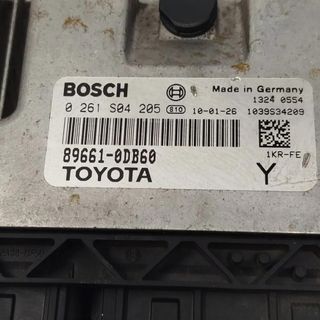 BOSCH
Made in Germany
1324 0554
0 261 S04 205 810 10-01-26 1039S34209
89661-0DB60
1KR-FE
TOYOTA
Y